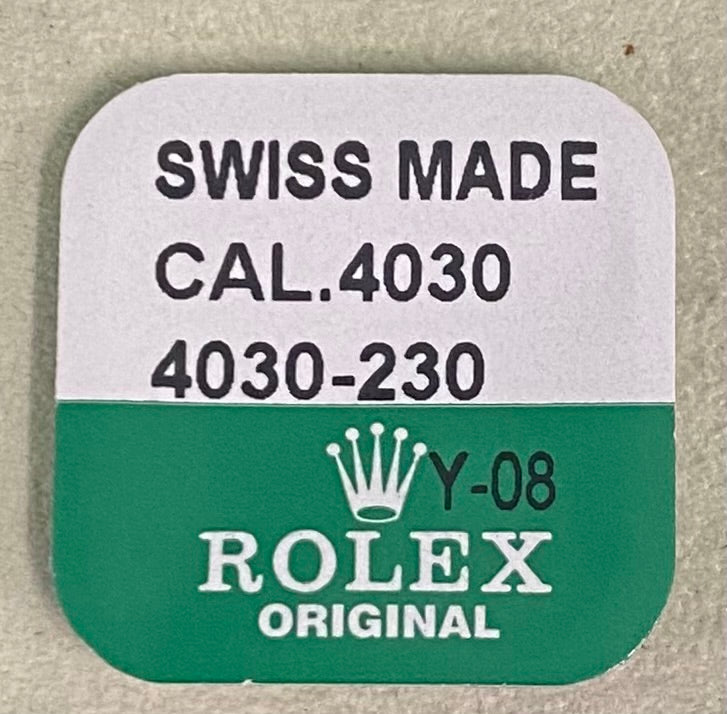 SWISS MADE
CAL.4030
4030-230
Y-08
ROLEX
ORIGINAL